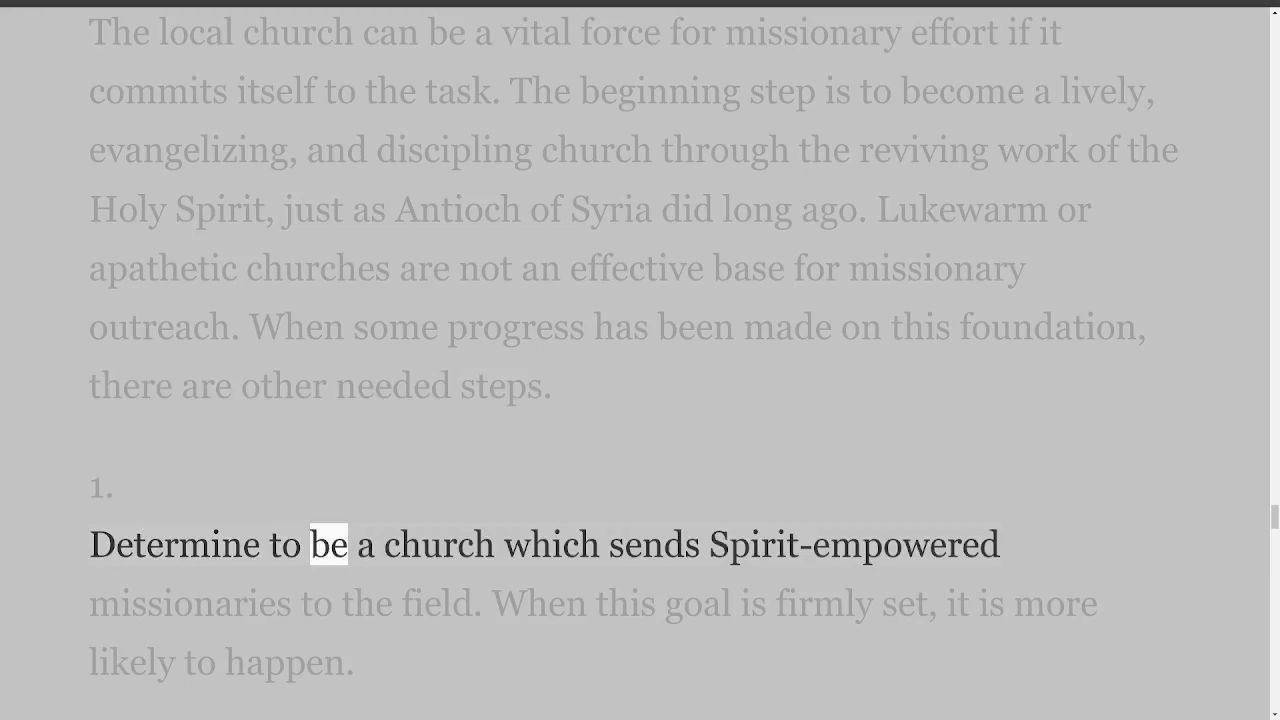 The local church can be a vital force for missionary effort if it
commits itself to the task. The beginning step is to become a lively,
evangelizing, and discipling church through the reviving work of the
Holy Spirit, just as Antioch of Syria did long ago. Lukewarm or
apathetic churches are not an effective base for missionary
outreach. When some progress has been made on this foundation,
there are other needed steps.
1.
Determine to be a church which sends Spirit-empowered
missionaries to the field. When this goal is firmly set, it is more
likely to happen.